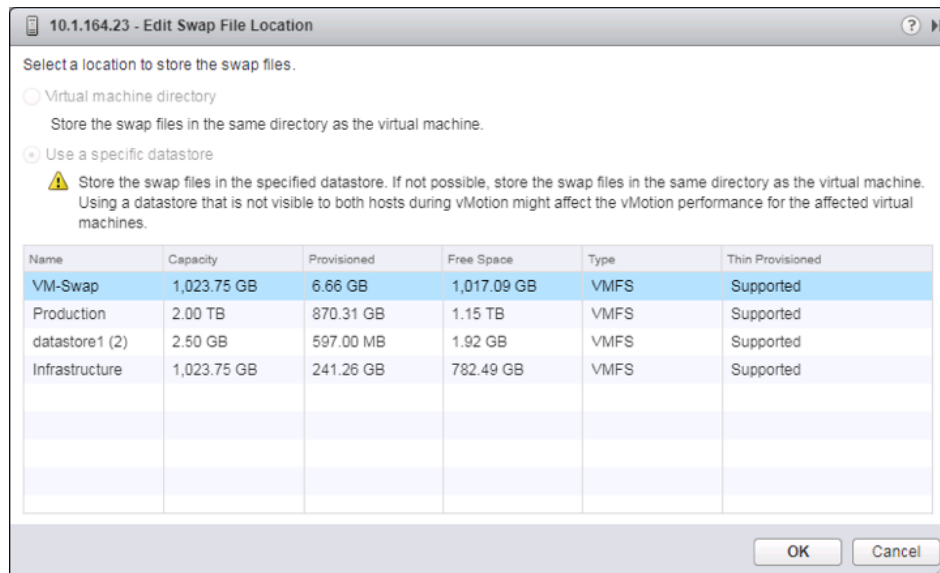 10.1.164.23 - Edit Swap File Location
?
Select a location to store the swap files.
Virtual machine directory
Store the swap files in the same directory as the virtual machine.
Use a specific datastore
Store the swap files in the specified datastore. If not possible, store the swap files in the same directory as the virtual machine.
Using a datastore that is not visible to both hosts during vMotion might affect the vMotion performance for the affected virtual
machines.
Name Capacity Provisioned Free Space Type Thin Provisioned
VM-Swap 1,023.75 GB 6.66 GB 1,017.09 GB VMFS Supported
Production 2.00 TB 870.31 GB 1.15 TB VMFS Supported
datastore1 (2) 2.50 GB 597.00 MB 1.92 GB VMFS Supported
Infrastructure 1,023.75 GB 241.26 GB 782.49 GB VMFS Supported
OK Cancel